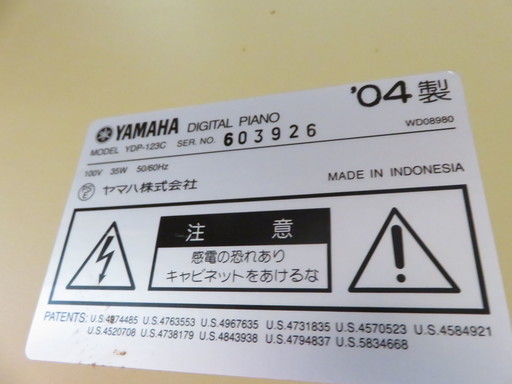 YAMAHA DIGITAL PIANO '04製
MODEL YDP-123C SER. NO. 603926 WD08980
100V 35W 50/60Hz
ヤマハ株式会社 MADE IN INDONESIA
注 意
感電の恐れあり
キャビネットをあけるな
PATENTS: U.S.4974485 U.S.4763553 U.S.4967635 U.S.4731835 U.S.4570523 U.S.4584921
U.S.4520708 U.S.4738179 U.S.4843938 U.S.4794837 U.S.5834668